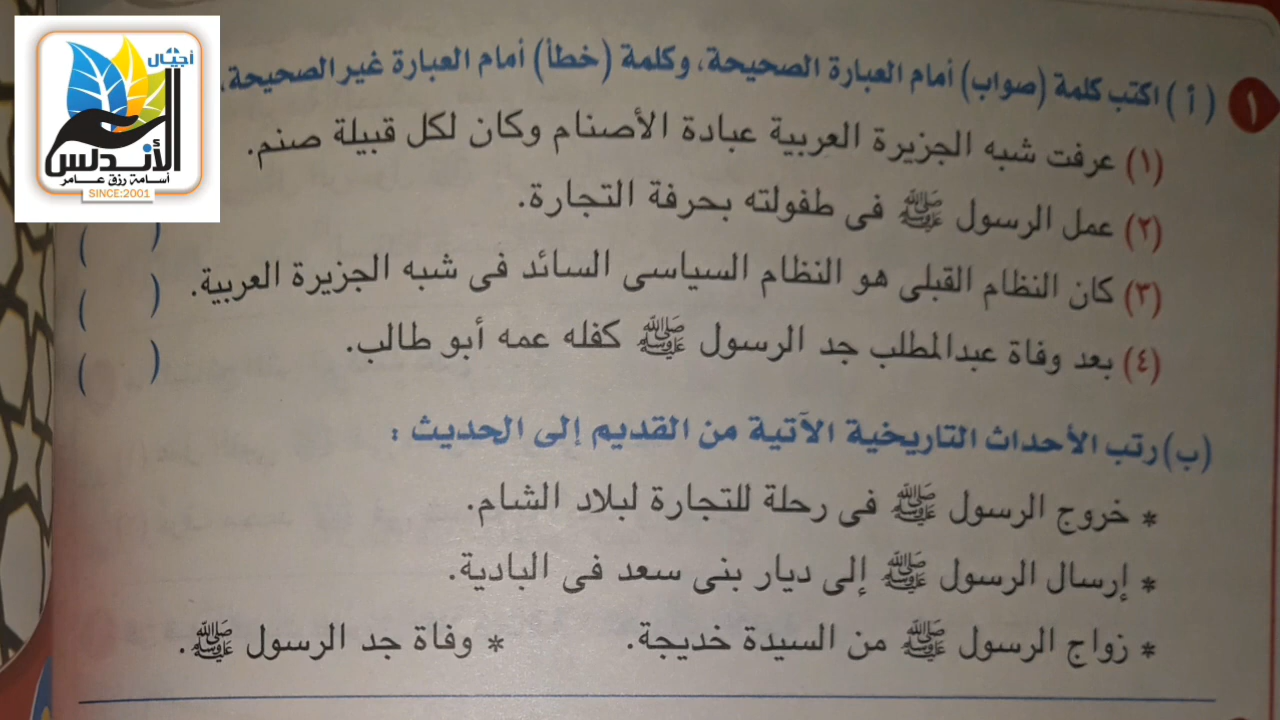 أجيال
الأندلس
أسامة رزق عامر
SINCE:2001
١ (أ) اكتب كلمة (صواب) أمام العبارة الصحيحة، وكلمة (خطأ) أمام العبارة غير الصحيحة.
(١) عرفت شبه الجزيرة العربية عبادة الأصنام وكان لكل قبيلة صنم.
(٢) عمل الرسول ﷺ فى طفولته بحرفة التجارة. ( )
(٣) كان النظام القبلى هو النظام السياسى السائد فى شبه الجزيرة العربية. ( )
(٤) بعد وفاة عبدالمطلب جد الرسول ﷺ كفله عمه أبو طالب. ( )
(ب) رتب الأحداث التاريخية الآتية من القديم إلى الحديث :
* خروج الرسول ﷺ فى رحلة للتجارة لبلاد الشام.
* إرسال الرسول ﷺ إلى ديار بنى سعد فى البادية.
* زواج الرسول ﷺ من السيدة خديجة. * وفاة جد الرسول ﷺ.